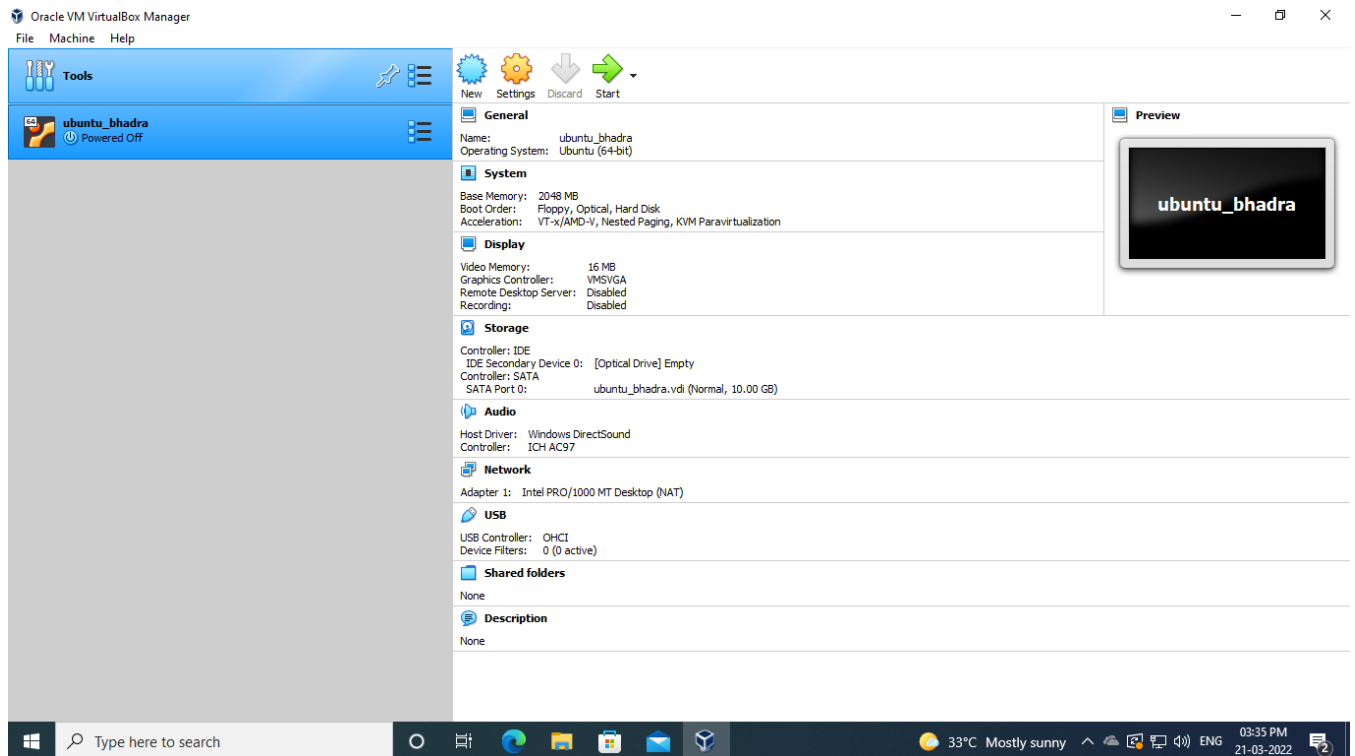 Oracle VM VirtualBox Manager
File Machine Help
Tools
64
ubuntu_bhadra
Powered Off
New Settings Discard Start
General
Name: ubuntu_bhadra
Operating System: Ubuntu (64-bit)
System
Base Memory: 2048 MB
Boot Order: Floppy, Optical, Hard Disk
Acceleration: VT-x/AMD-V, Nested Paging, KVM Paravirtualization
Display
Video Memory: 16 MB
Graphics Controller: VMSVGA
Remote Desktop Server: Disabled
Recording: Disabled
Preview
ubuntu_bhadra
Storage
Controller: IDE
IDE Secondary Device 0: [Optical Drive] Empty
Controller: SATA
SATA Port 0: ubuntu_bhadra.vdi (Normal, 10.00 GB)
Audio
Host Driver: Windows DirectSound
Controller: ICH AC97
Network
Adapter 1: Intel PRO/1000 MT Desktop (NAT)
USB
USB Controller: OHCI
Device Filters: 0 (0 active)
Shared folders
None
Description
None
Type here to search
33°C Mostly sunny
ENG
03:35 PM
21-03-2022
2